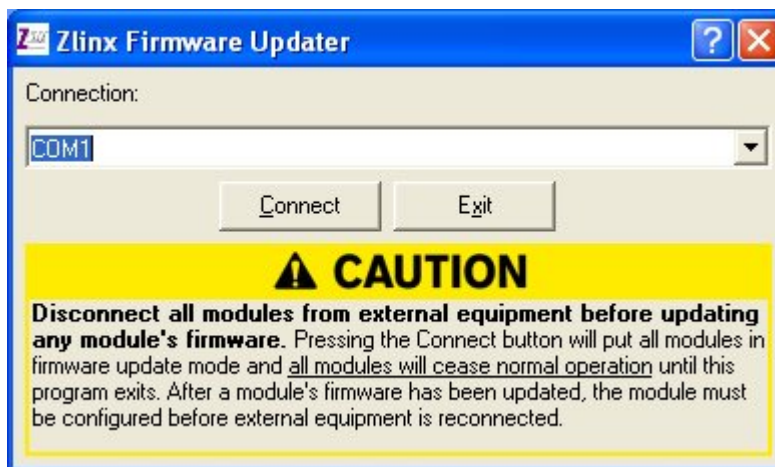 Zlinx Firmware Updater
Connection:
COM1
Connect Exit
CAUTION
Disconnect all modules from external equipment before updating
any module's firmware. Pressing the Connect button will put all modules in
firmware update mode and all modules will cease normal operation until this
program exits. After a module's firmware has been updated, the module must
be configured before external equipment is reconnected.